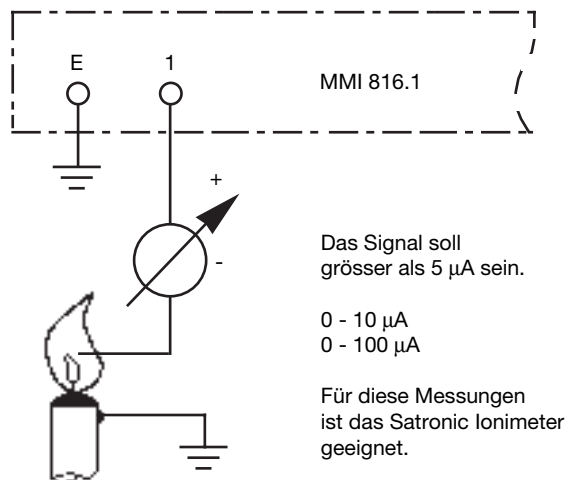 E
1
MMI 816.1
+
-
Das Signal soll
grösser als 5 µA sein.
0 - 10 µA
0 - 100 µA
Für diese Messungen
ist das Satronic Ionimeter
geeignet.